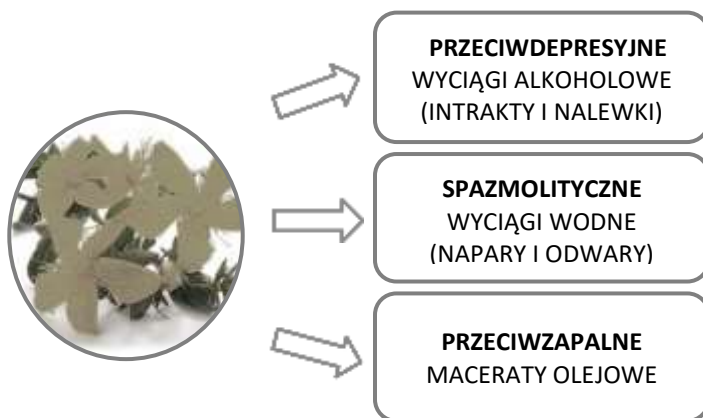 PRZECIWDEPRESYJNE
WYCIĄGI ALKOHOLOWE
(INTRAKTY I NALEWKI)
SPAZMOLITYCZNE
WYCIĄGI WODNE
(NAPARY I ODWARY)
PRZECIWZAPALNE
MACERATY OLEJOWE